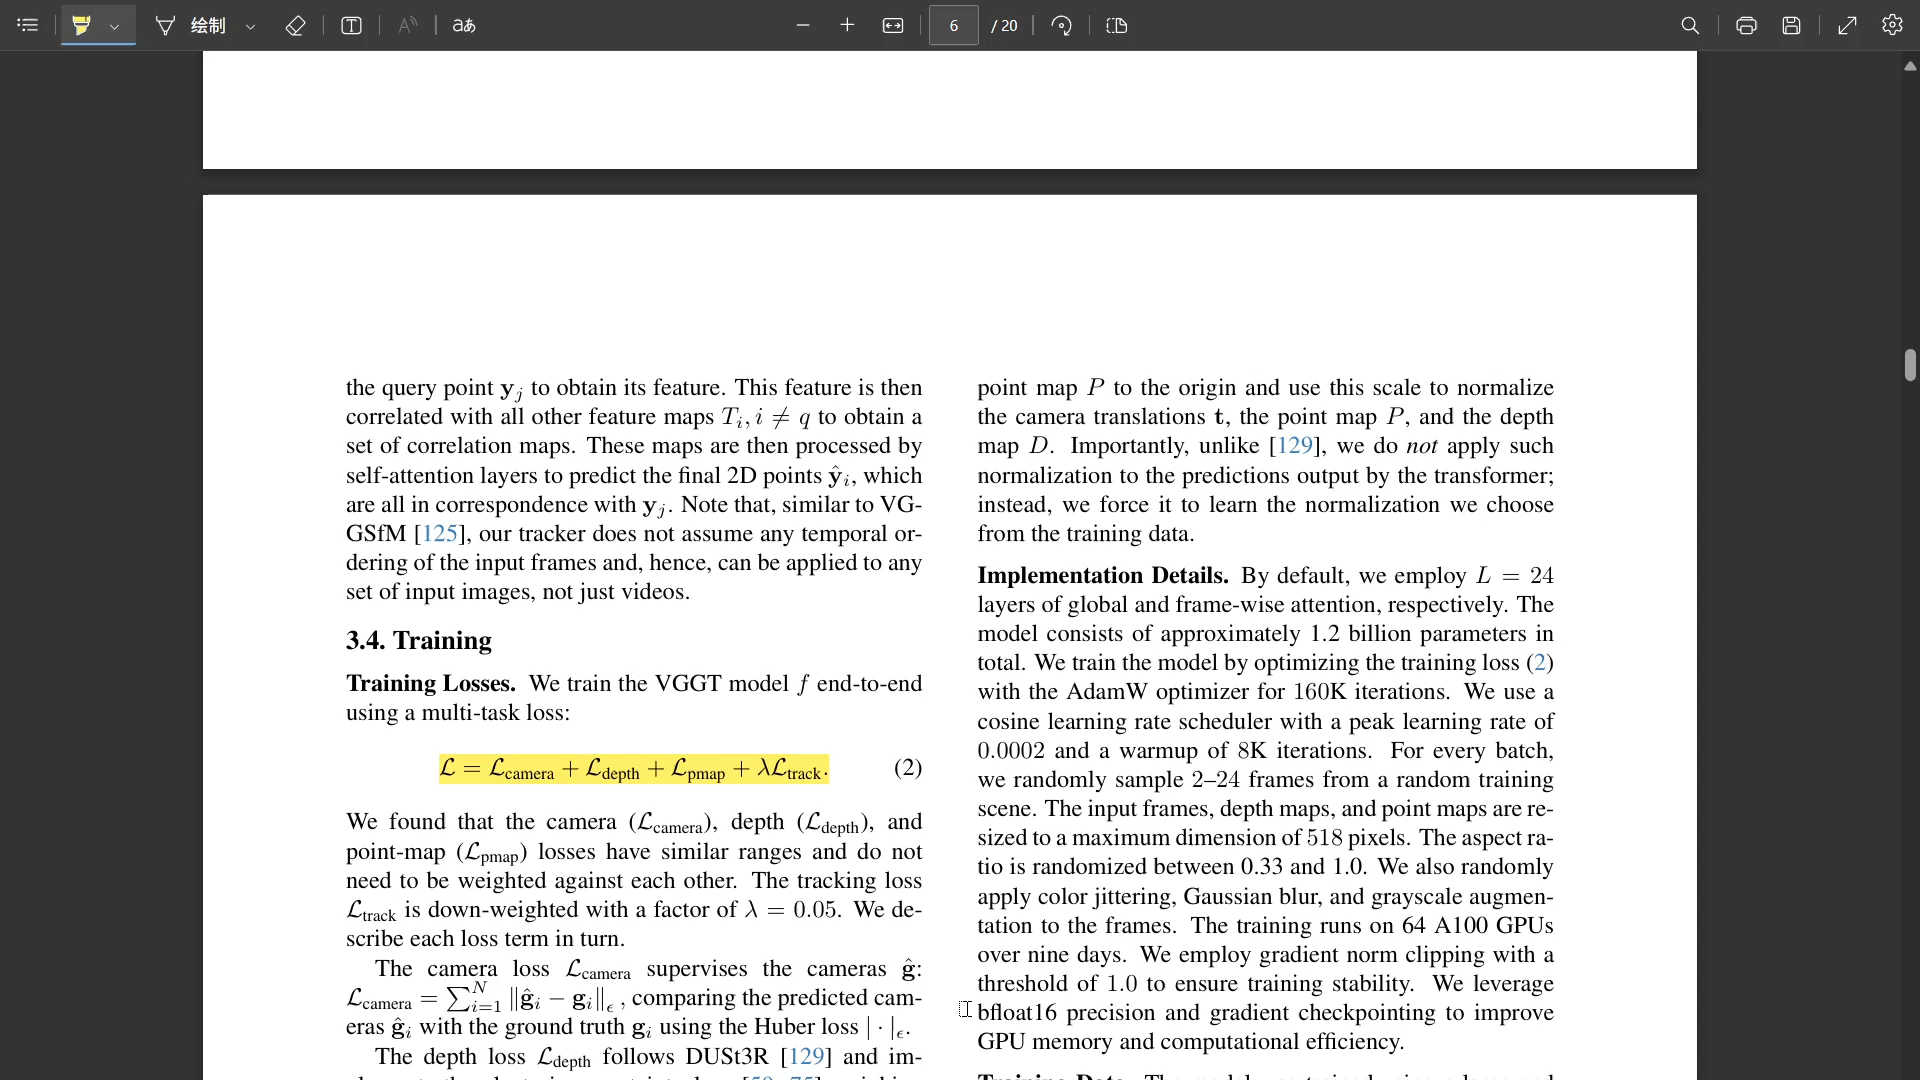 绘制
aあ
6 / 20
the query point y_j to obtain its feature. This feature is then
correlated with all other feature maps T_i, i ≠ q to obtain a
set of correlation maps. These maps are then processed by
self-attention layers to predict the final 2D points ŷ_i, which
are all in correspondence with y_j. Note that, similar to VG-
GSfM [125], our tracker does not assume any temporal or-
dering of the input frames and, hence, can be applied to any
set of input images, not just videos.
3.4. Training
Training Losses. We train the VGGT model f end-to-end
using a multi-task loss:
ℒ = ℒ_camera + ℒ_depth + ℒ_pmap + λℒ_track. (2)
We found that the camera (ℒ_camera), depth (ℒ_depth), and
point-map (ℒ_pmap) losses have similar ranges and do not
need to be weighted against each other. The tracking loss
ℒ_track is down-weighted with a factor of λ = 0.05. We de-
scribe each loss term in turn.
The camera loss ℒ_camera supervises the cameras ĝ:
ℒ_camera = ∑_{i=1}^N ‖ĝ_i − g_i‖_ϵ, comparing the predicted cam-
eras ĝ_i with the ground truth g_i using the Huber loss | · |_ϵ.
The depth loss ℒ_depth follows DUSt3R [129] and im-
point map P to the origin and use this scale to normalize
the camera translations t, the point map P, and the depth
map D. Importantly, unlike [129], we do not apply such
normalization to the predictions output by the transformer;
instead, we force it to learn the normalization we choose
from the training data.
Implementation Details. By default, we employ L = 24
layers of global and frame-wise attention, respectively. The
model consists of approximately 1.2 billion parameters in
total. We train the model by optimizing the training loss (2)
with the AdamW optimizer for 160K iterations. We use a
cosine learning rate scheduler with a peak learning rate of
0.0002 and a warmup of 8K iterations. For every batch,
we randomly sample 2–24 frames from a random training
scene. The input frames, depth maps, and point maps are re-
sized to a maximum dimension of 518 pixels. The aspect ra-
tio is randomized between 0.33 and 1.0. We also randomly
apply color jittering, Gaussian blur, and grayscale augmen-
tation to the frames. The training runs on 64 A100 GPUs
over nine days. We employ gradient norm clipping with a
threshold of 1.0 to ensure training stability. We leverage
bfloat16 precision and gradient checkpointing to improve
GPU memory and computational efficiency.